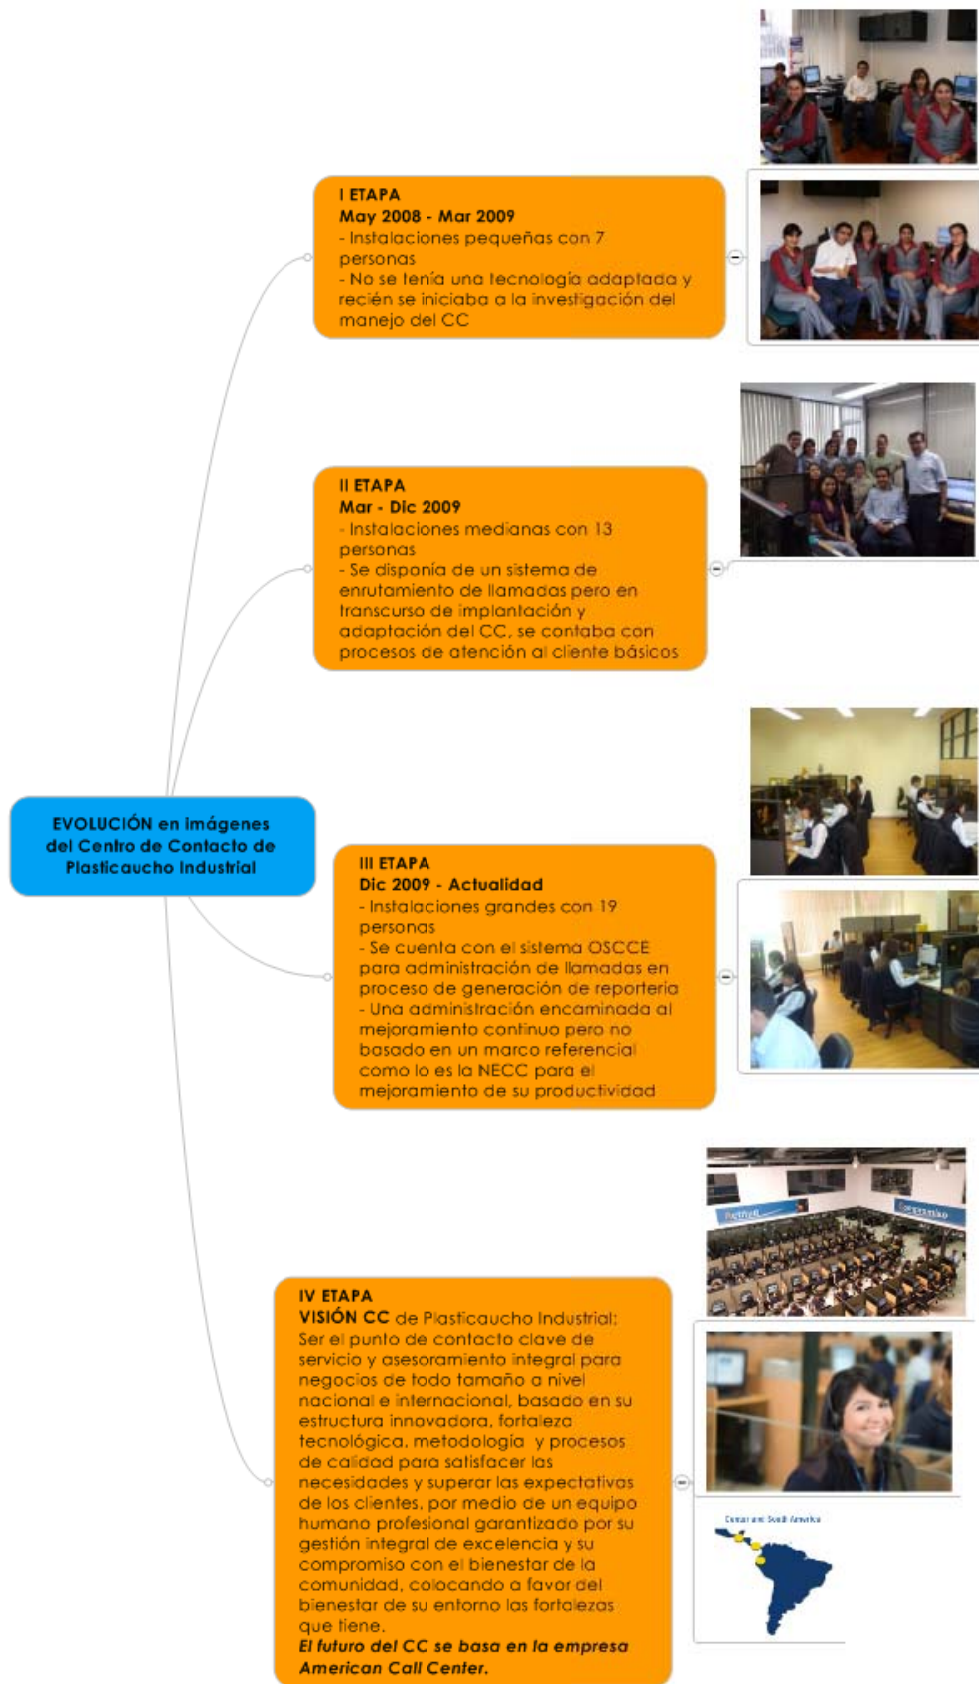 I ETAPA
May 2008 - Mar 2009
- Instalaciones pequeñas con 7
personas
- No se tenía una tecnología adaptada y
recién se iniciaba a la investigación del
manejo del CC
II ETAPA
Mar - Dic 2009
- Instalaciones medianas con 13
personas
- Se disponía de un sistema de
enrutamiento de llamadas pero en
transcurso de implantación y
adaptación del CC, se contaba con
procesos de atención al cliente básicos
EVOLUCIÓN en imágenes
del Centro de Contacto de
Plasticaucho Industrial
III ETAPA
Dic 2009 - Actualidad
- Instalaciones grandes con 19
personas
- Se cuenta con el sistema OSCCE
para administración de llamadas en
proceso de generación de reportería
- Una administración encaminada al
mejoramiento continuo pero no
basado en un marco referencial
como lo es la NECC para el
mejoramiento de su productividad
IV ETAPA
VISIÓN CC de Plasticaucho Industrial:
Ser el punto de contacto clave de
servicio y asesoramiento integral para
negocios de todo tamaño a nivel
nacional e internacional, basado en su
estructura innovadora, fortaleza
tecnológica, metodología y procesos
de calidad para satisfacer las
necesidades y superar las expectativas
de los clientes, por medio de un equipo
humano profesional garantizado por su
gestión integral de excelencia y su
compromiso con el bienestar de la
comunidad, colocando a favor del
bienestar de su entorno las fortalezas
que tiene.
El futuro del CC se basa en la empresa
American Call Center.
Compromiso
Center and South America